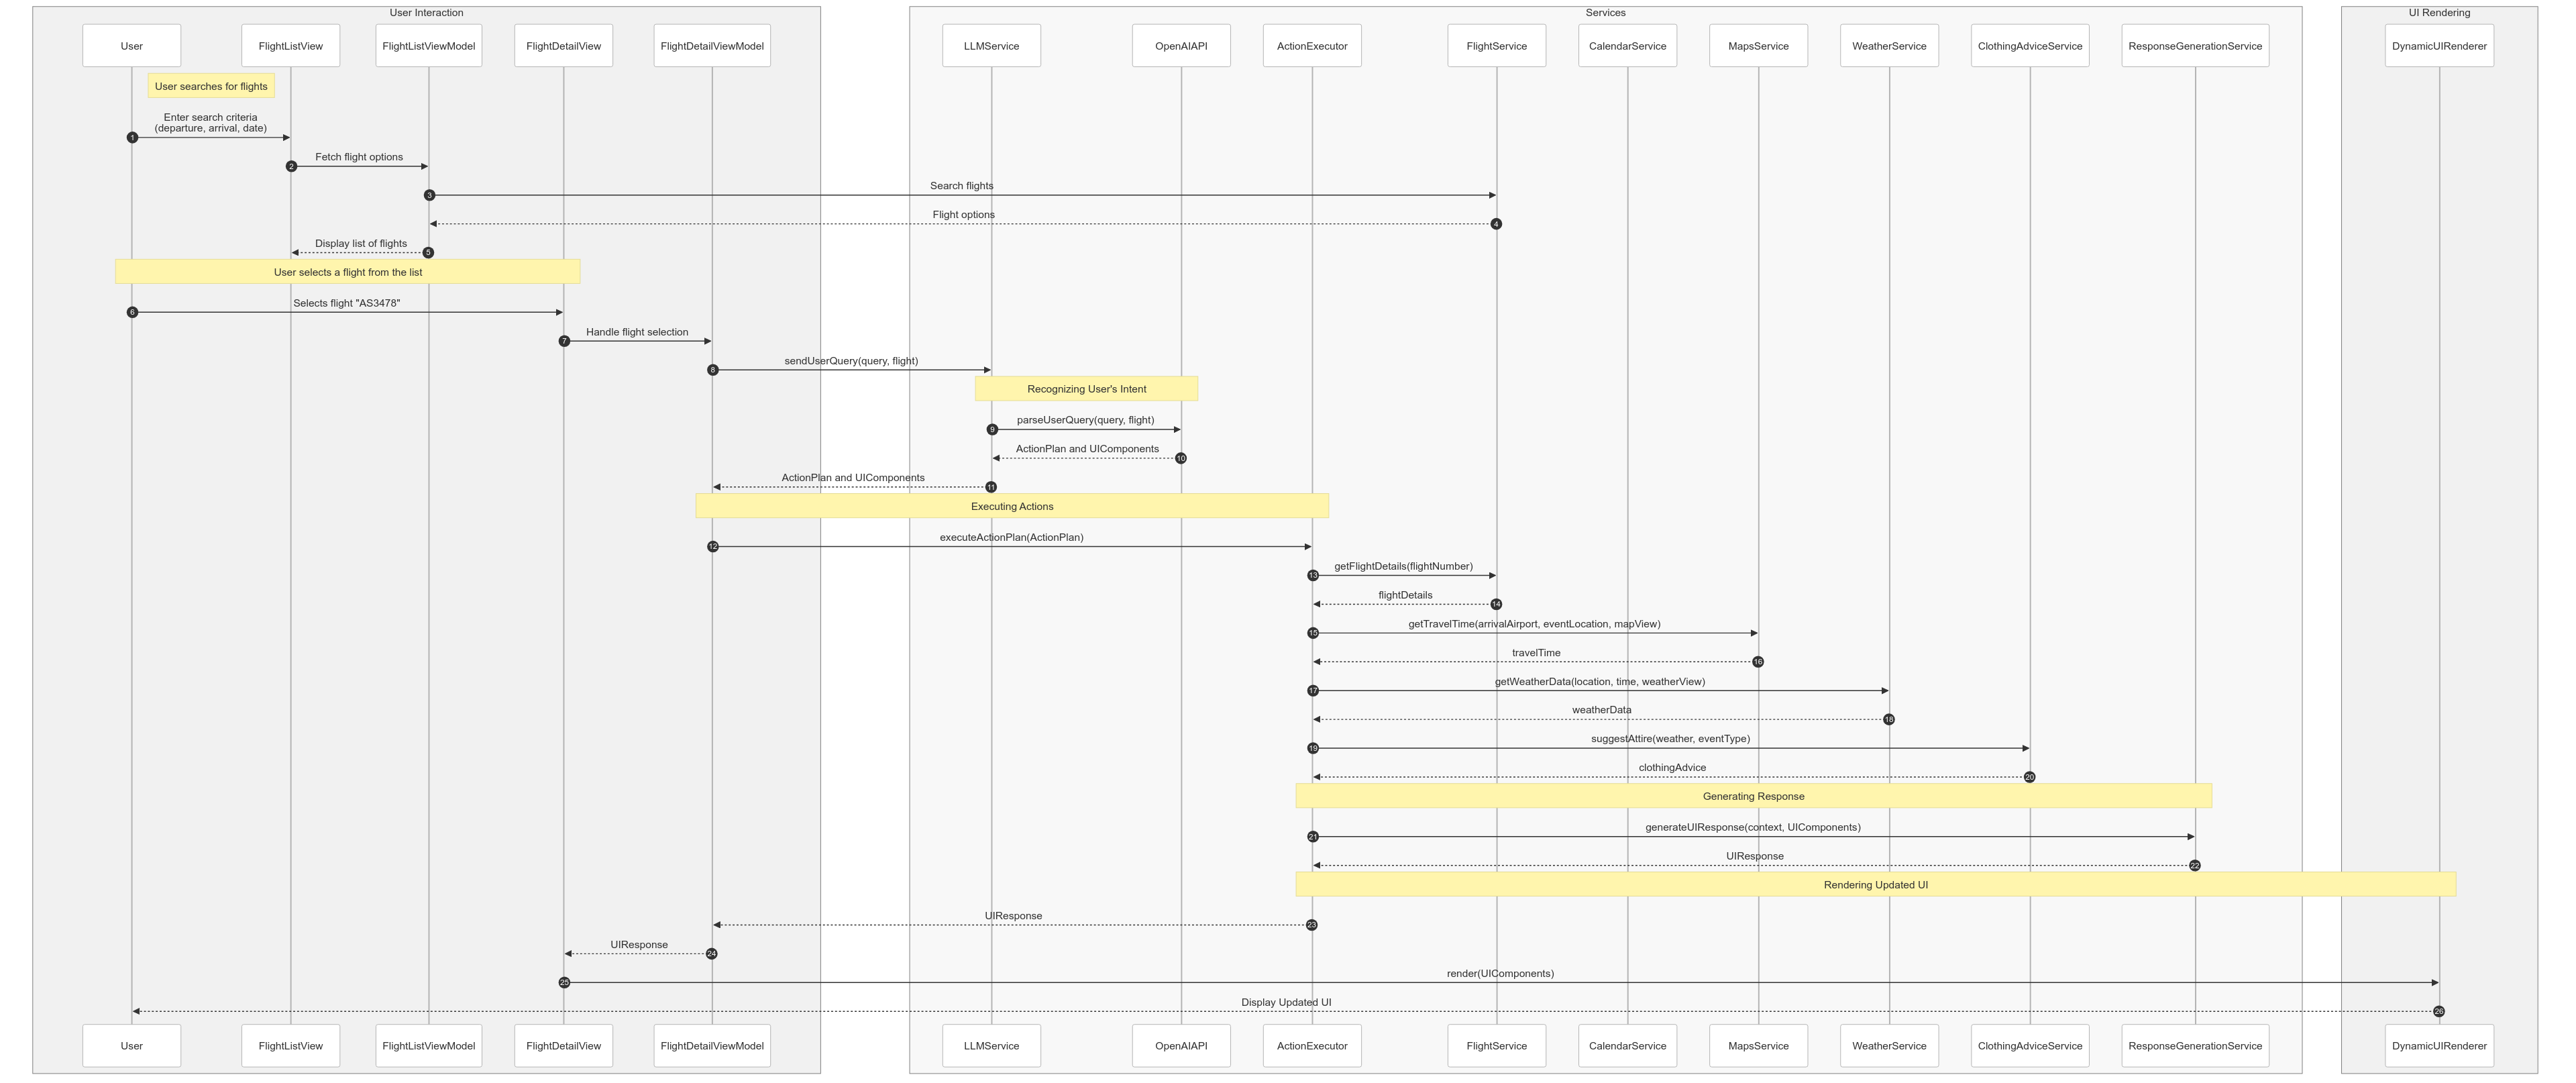 User Interaction
Services
UI Rendering
User
FlightListView
FlightListViewModel
FlightDetailView
FlightDetailViewModel
LLMService
OpenAIAPI
ActionExecutor
FlightService
CalendarService
MapsService
WeatherService
ClothingAdviceService
ResponseGenerationService
DynamicUIRenderer
User searches for flights
Enter search criteria
(departure, arrival, date)
1
Fetch flight options
2
Search flights
3
Flight options
4
Display list of flights
5
User selects a flight from the list
Selects flight "AS3478"
6
Handle flight selection
7
sendUserQuery(query, flight)
8
Recognizing User's Intent
parseUserQuery(query, flight)
9
ActionPlan and UIComponents
10
ActionPlan and UIComponents
11
Executing Actions
executeActionPlan(ActionPlan)
12
getFlightDetails(flightNumber)
13
flightDetails
14
getTravelTime(arrivalAirport, eventLocation, mapView)
15
travelTime
16
getWeatherData(location, time, weatherView)
17
weatherData
18
suggestAttire(weather, eventType)
19
clothingAdvice
20
Generating Response
generateUIResponse(context, UIComponents)
21
UIResponse
22
Rendering Updated UI
UIResponse
23
UIResponse
24
render(UIComponents)
25
Display Updated UI
26
User
FlightListView
FlightListViewModel
FlightDetailView
FlightDetailViewModel
LLMService
OpenAIAPI
ActionExecutor
FlightService
CalendarService
MapsService
WeatherService
ClothingAdviceService
ResponseGenerationService
DynamicUIRenderer